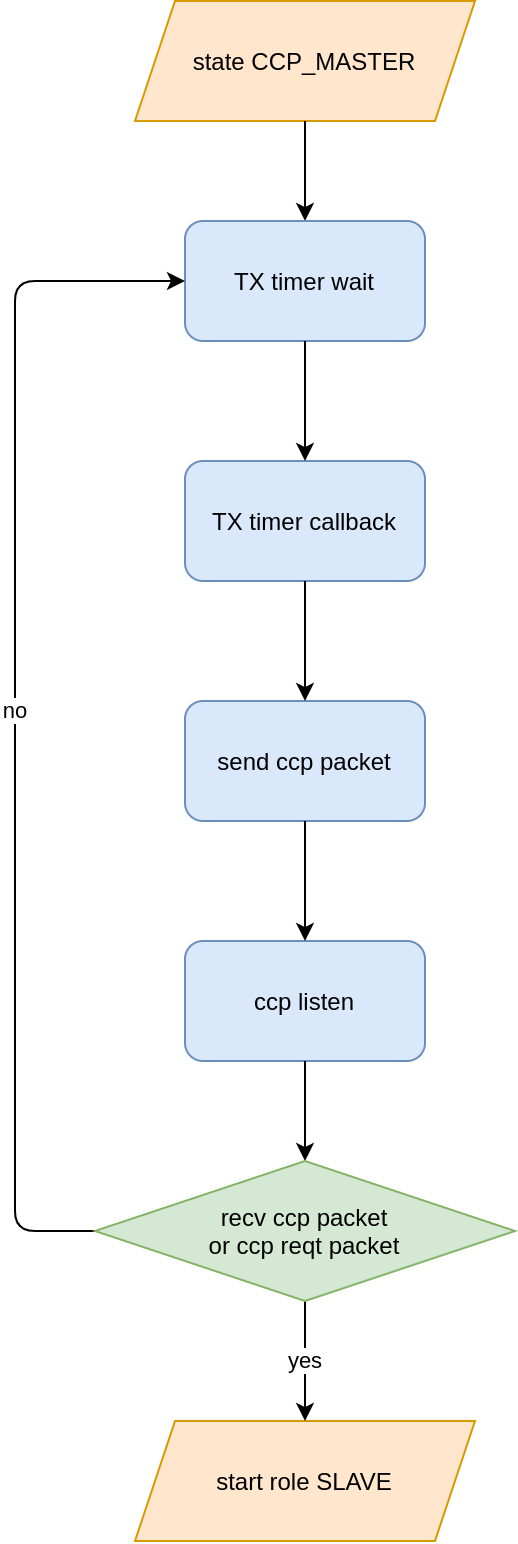 state CCP_MASTER
TX timer wait
TX timer callback
no
send ccp packet
ccp listen
recv ccp packet
or ccp reqt packet
yes
start role SLAVE